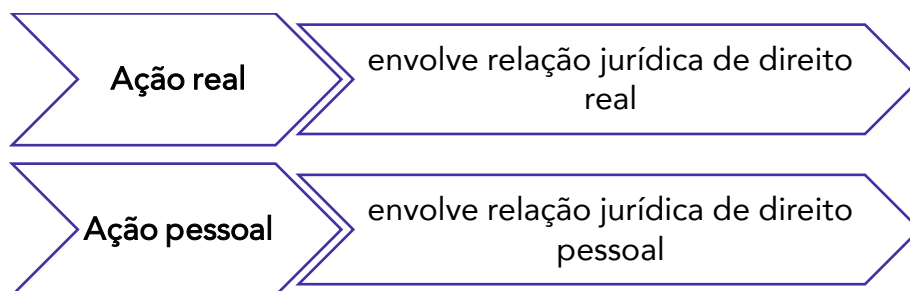 Ação real
envolve relação jurídica de direito
real
Ação pessoal
envolve relação jurídica de direito
pessoal